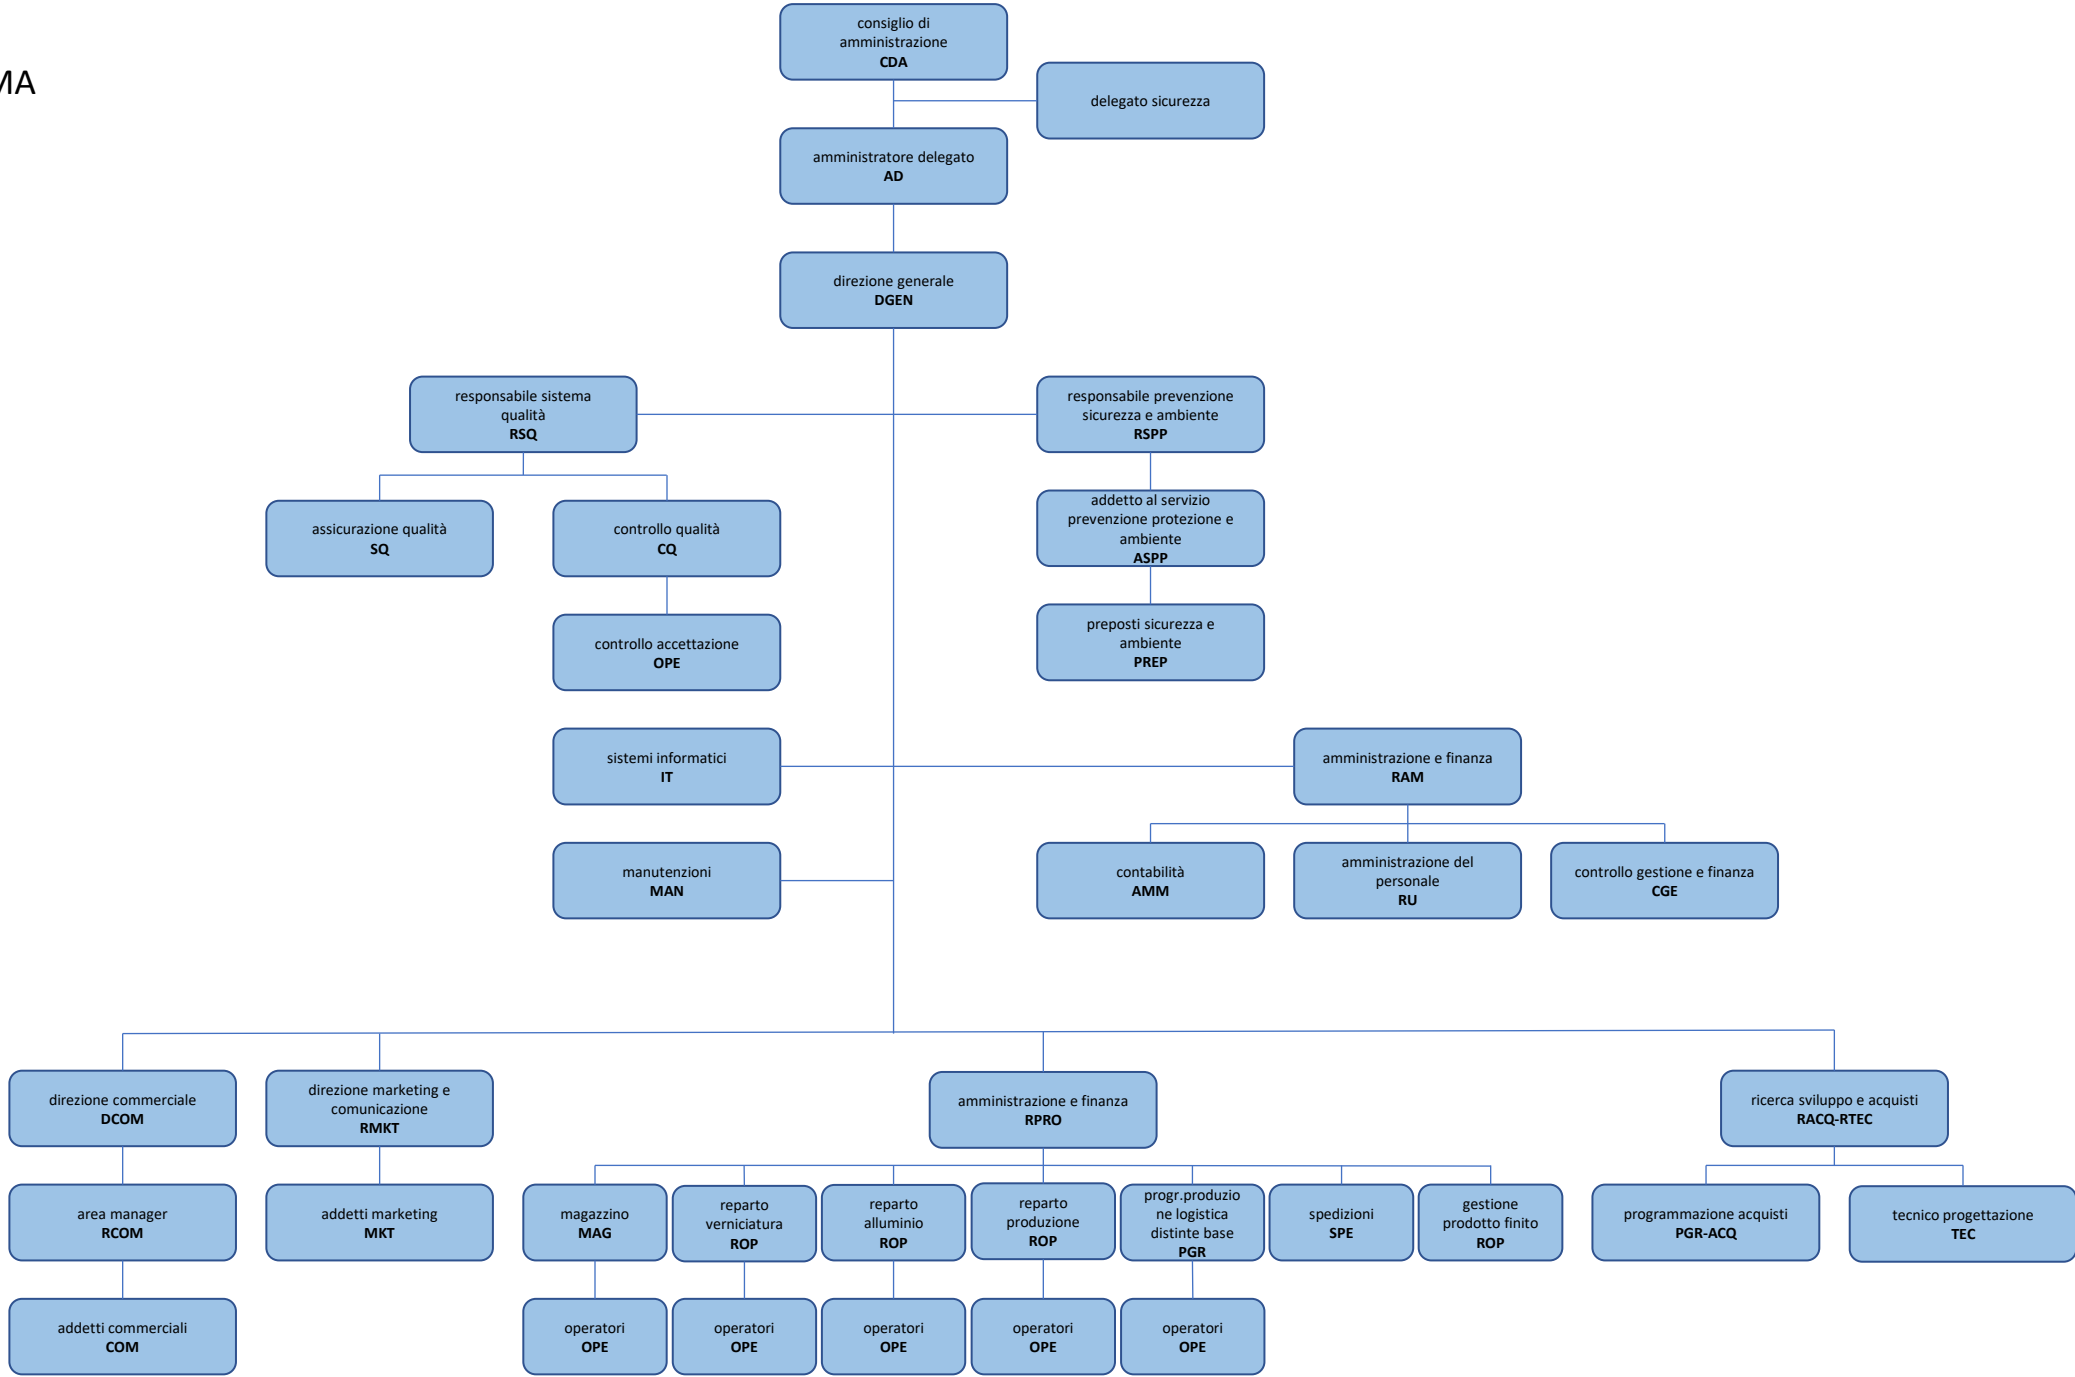 MA
consiglio di
amministrazione
CDA
delegato sicurezza
amministratore delegato
AD
direzione generale
DGEN
responsabile sistema
qualità
RSQ
responsabile prevenzione
sicurezza e ambiente
RSPP
assicurazione qualità
SQ
controllo qualità
CQ
addetto al servizio
prevenzione protezione e
ambiente
ASPP
controllo accettazione
OPE
preposti sicurezza e
ambiente
PREP
sistemi informatici
IT
amministrazione e finanza
RAM
manutenzioni
MAN
contabilità
AMM
amministrazione del
personale
RU
controllo gestione e finanza
CGE
direzione commerciale
DCOM
direzione marketing e
comunicazione
RMKT
amministrazione e finanza
RPRO
ricerca sviluppo e acquisti
RACQ-RTEC
area manager
RCOM
addetti marketing
MKT
magazzino
MAG
reparto
verniciatura
ROP
reparto
alluminio
ROP
reparto
produzione
ROP
progr.produzio
ne logistica
distinte base
PGR
spedizioni
SPE
gestione
prodotto finito
ROP
programmazione acquisti
PGR-ACQ
tecnico progettazione
TEC
addetti commerciali
COM
operatori
OPE
operatori
OPE
operatori
OPE
operatori
OPE
operatori
OPE